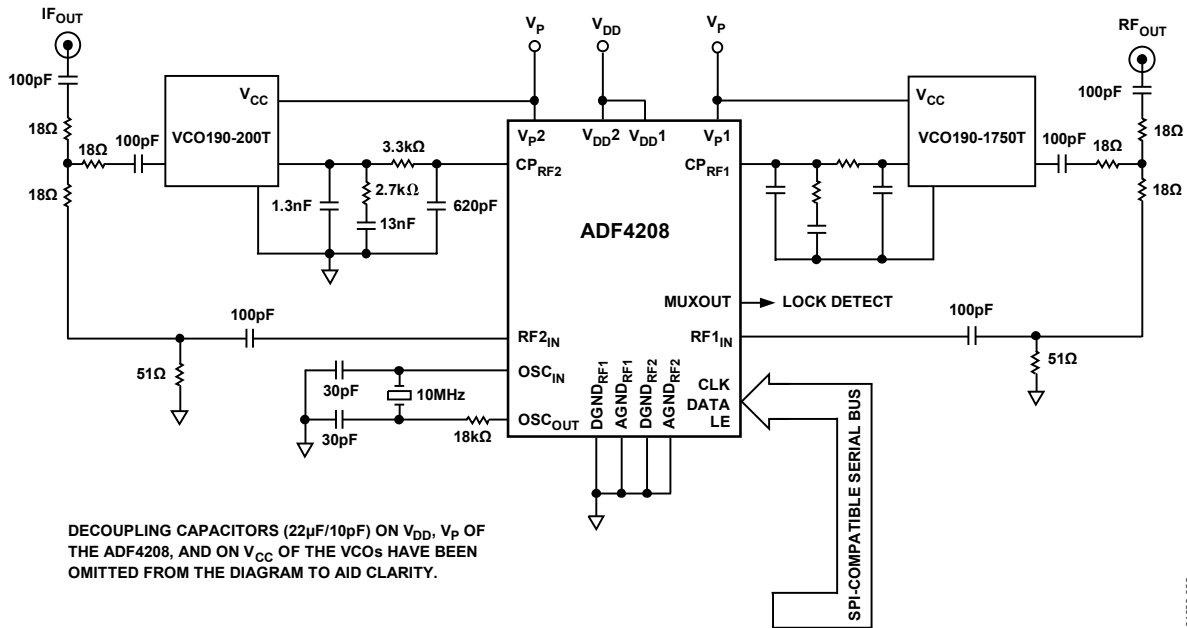 IFOUT
VP
VDD
VP
RFOUT
100pF
VCC
VCO190-200T
18Ω
18Ω
100pF
18Ω
3.3kΩ
2.7kΩ
1.3nF
13nF
620pF
VP2
VDD2
VDD1
VP1
CPRF2
CPRF1
ADF4208
VCC
VCO190-1750T
100pF
100pF
18Ω
18Ω
18Ω
MUXOUT
LOCK DETECT
100pF
RF2IN
RF1IN
100pF
51Ω
51Ω
30pF
10MHz
30pF
18kΩ
OSCIN
OSCOUT
DGNDRF1
AGNDRF1
DGNDRF2
AGNDRF2
CLK
DATA
LE
SPI-COMPATIBLE SERIAL BUS
DECOUPLING CAPACITORS (22µF/10pF) ON VDD, VP OF
THE ADF4208, AND ON VCC OF THE VCOs HAVE BEEN
OMITTED FROM THE DIAGRAM TO AID CLARITY.